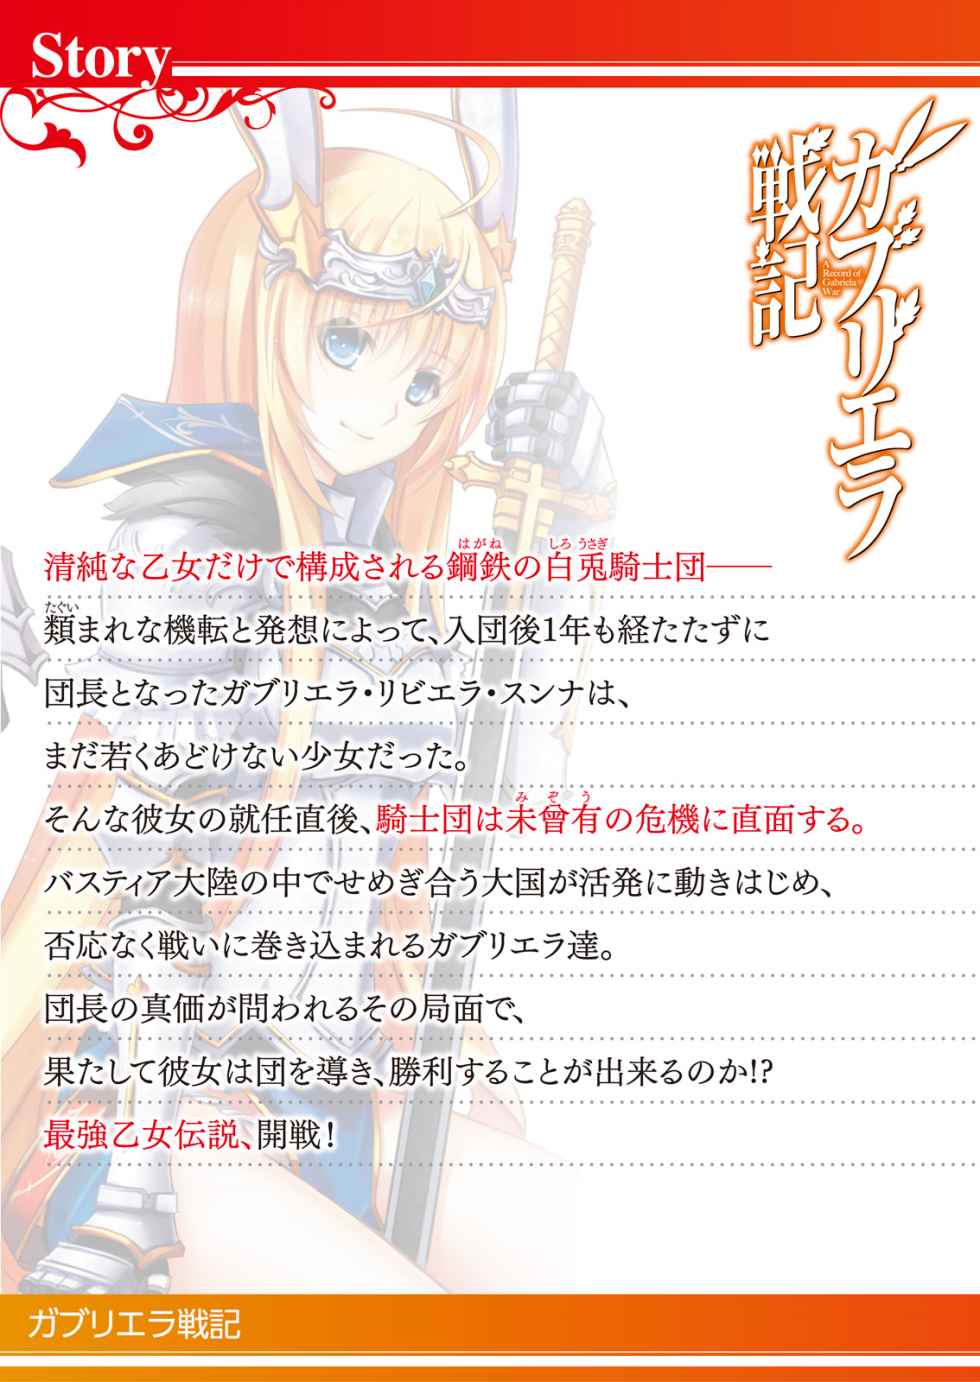 Story
ガブリエラ
戦記
A
Record of
Gabriela
War
清純な乙女だけで構成される鋼鉄の白兎騎士団――
類まれな機転と発想によって、入団後1年も経たたずに
団長となったガブリエラ・リビエラ・スンナは、
まだ若くあどけない少女だった。
そんな彼女の就任直後、騎士団は未曾有の危機に直面する。
バスティア大陸の中でせめぎ合う大国が活発に動きはじめ、
否応なく戦いに巻き込まれるガブリエラ達。
団長の真価が問われるその局面で、
果たして彼女は団を導き、勝利することが出来るのか!?
最強乙女伝説、開戦！
ガブリエラ戦記